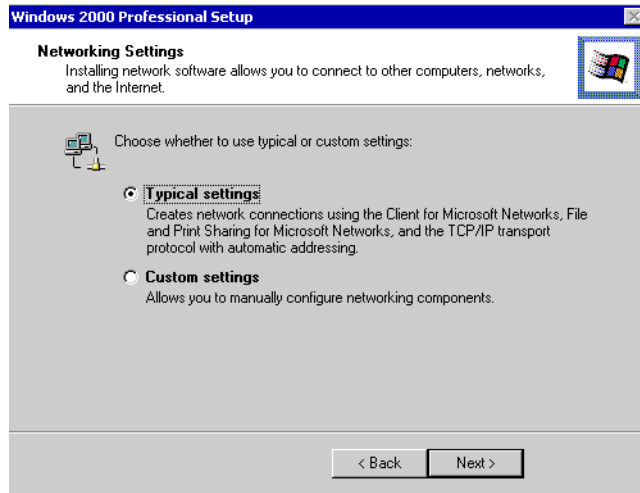 Windows 2000 Professional Setup
Networking Settings
Installing network software allows you to connect to other computers, networks,
and the Internet.
Choose whether to use typical or custom settings:
Typical settings
Creates network connections using the Client for Microsoft Networks, File
and Print Sharing for Microsoft Networks, and the TCP/IP transport
protocol with automatic addressing.
Custom settings
Allows you to manually configure networking components.
< Back
Next >